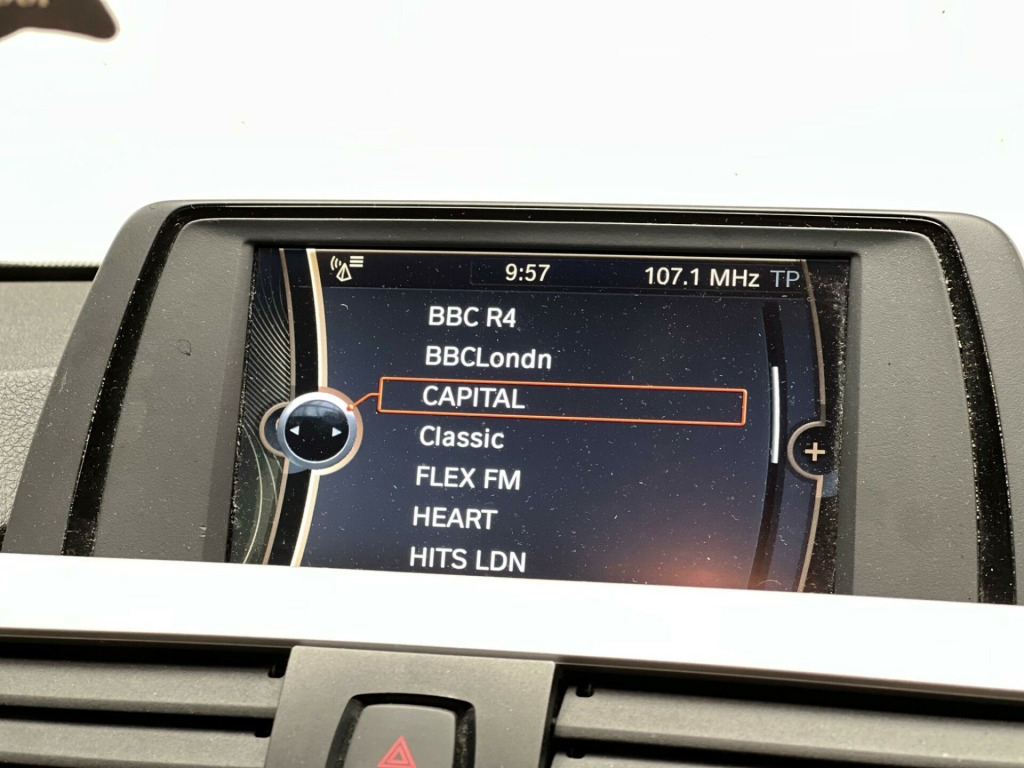 9:57 107.1 MHz TP
BBC R4
BBCLondn
CAPITAL
Classic
FLEX FM
HEART
HITS LDN